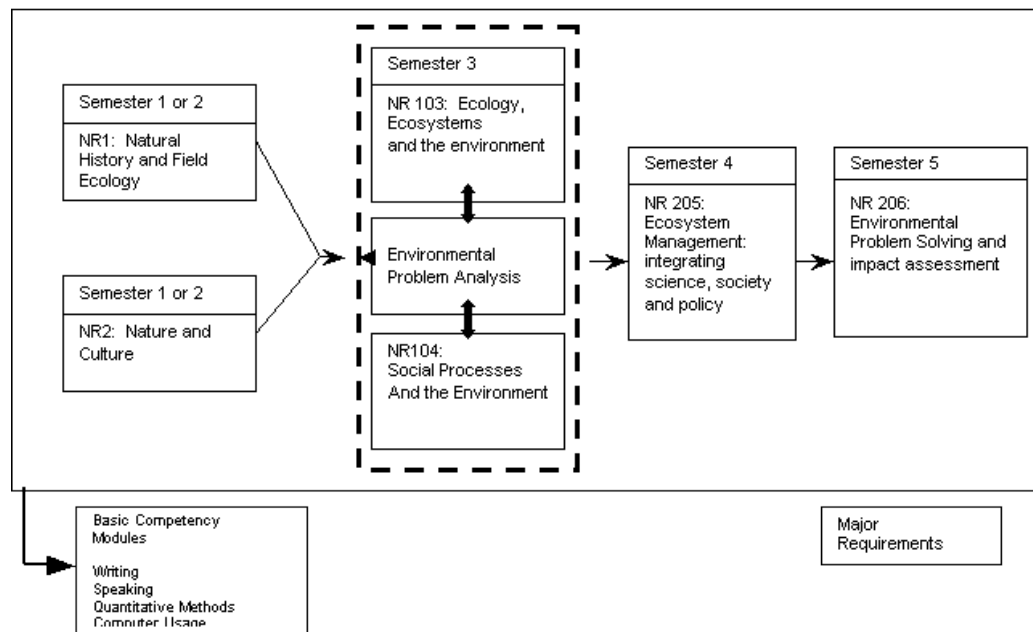 Semester 1 or 2
NR1: Natural
History and Field
Ecology
Semester 1 or 2
NR2: Nature and
Culture
Semester 3
NR 103: Ecology,
Ecosystems
and the environment
Environmental
Problem Analysis
NR104:
Social Processes
And the Environment
Semester 4
NR 205:
Ecosystem
Management:
integrating
science, society
and policy
Semester 5
NR 206:
Environmental
Problem Solving and
impact assessment
Basic Competency
Modules
Writing
Speaking
Quantitative Methods
Computer Usage
Major
Requirements